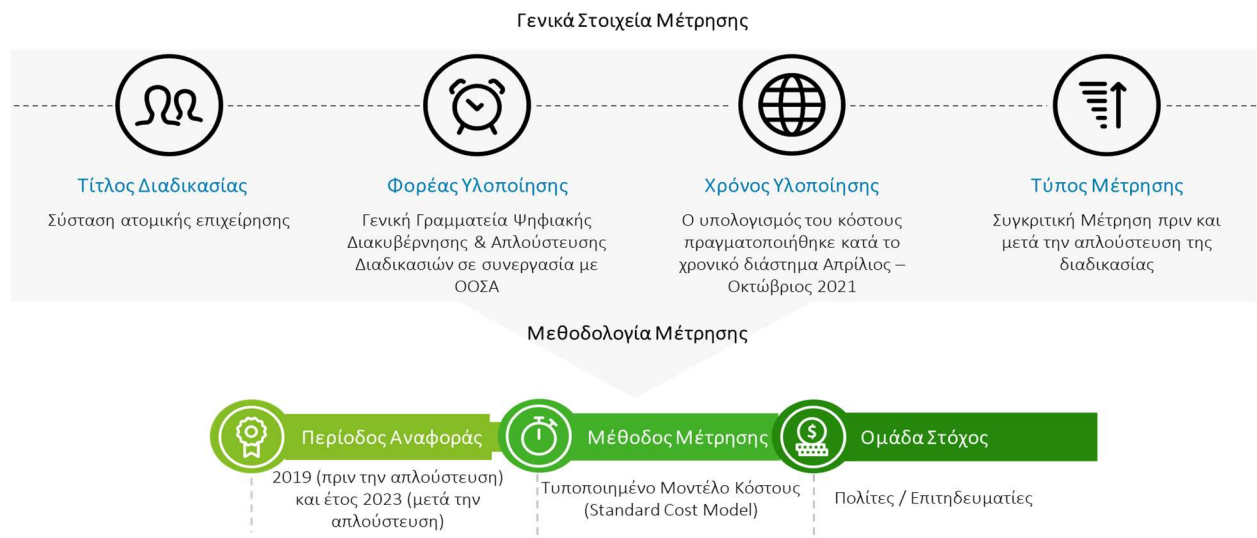 Γενικά Στοιχεία Μέτρησης
Τίτλος Διαδικασίας
Σύσταση ατομικής επιχείρησης
Φορέας Υλοποίησης
Γενική Γραμματεία Ψηφιακής
Διακυβέρνησης & Απλούστευσης
Διαδικασιών σε συνεργασία με
ΟΟΣΑ
Χρόνος Υλοποίησης
Ο υπολογισμός του κόστους
πραγματοποιήθηκε κατά το
χρονικό διάστημα Απρίλιος –
Οκτώβριος 2021
Τύπος Μέτρησης
Συγκριτική Μέτρηση πριν και
μετά την απλούστευση της
διαδικασίας
Μεθοδολογία Μέτρησης
Περίοδος Αναφοράς
2019 (πριν την απλούστευση)
και έτος 2023 (μετά την
απλούστευση)
Μέθοδος Μέτρησης
Τυποποιημένο Μοντέλο Κόστους
(Standard Cost Model)
Ομάδα Στόχος
Πολίτες / Επιτηδευματίες